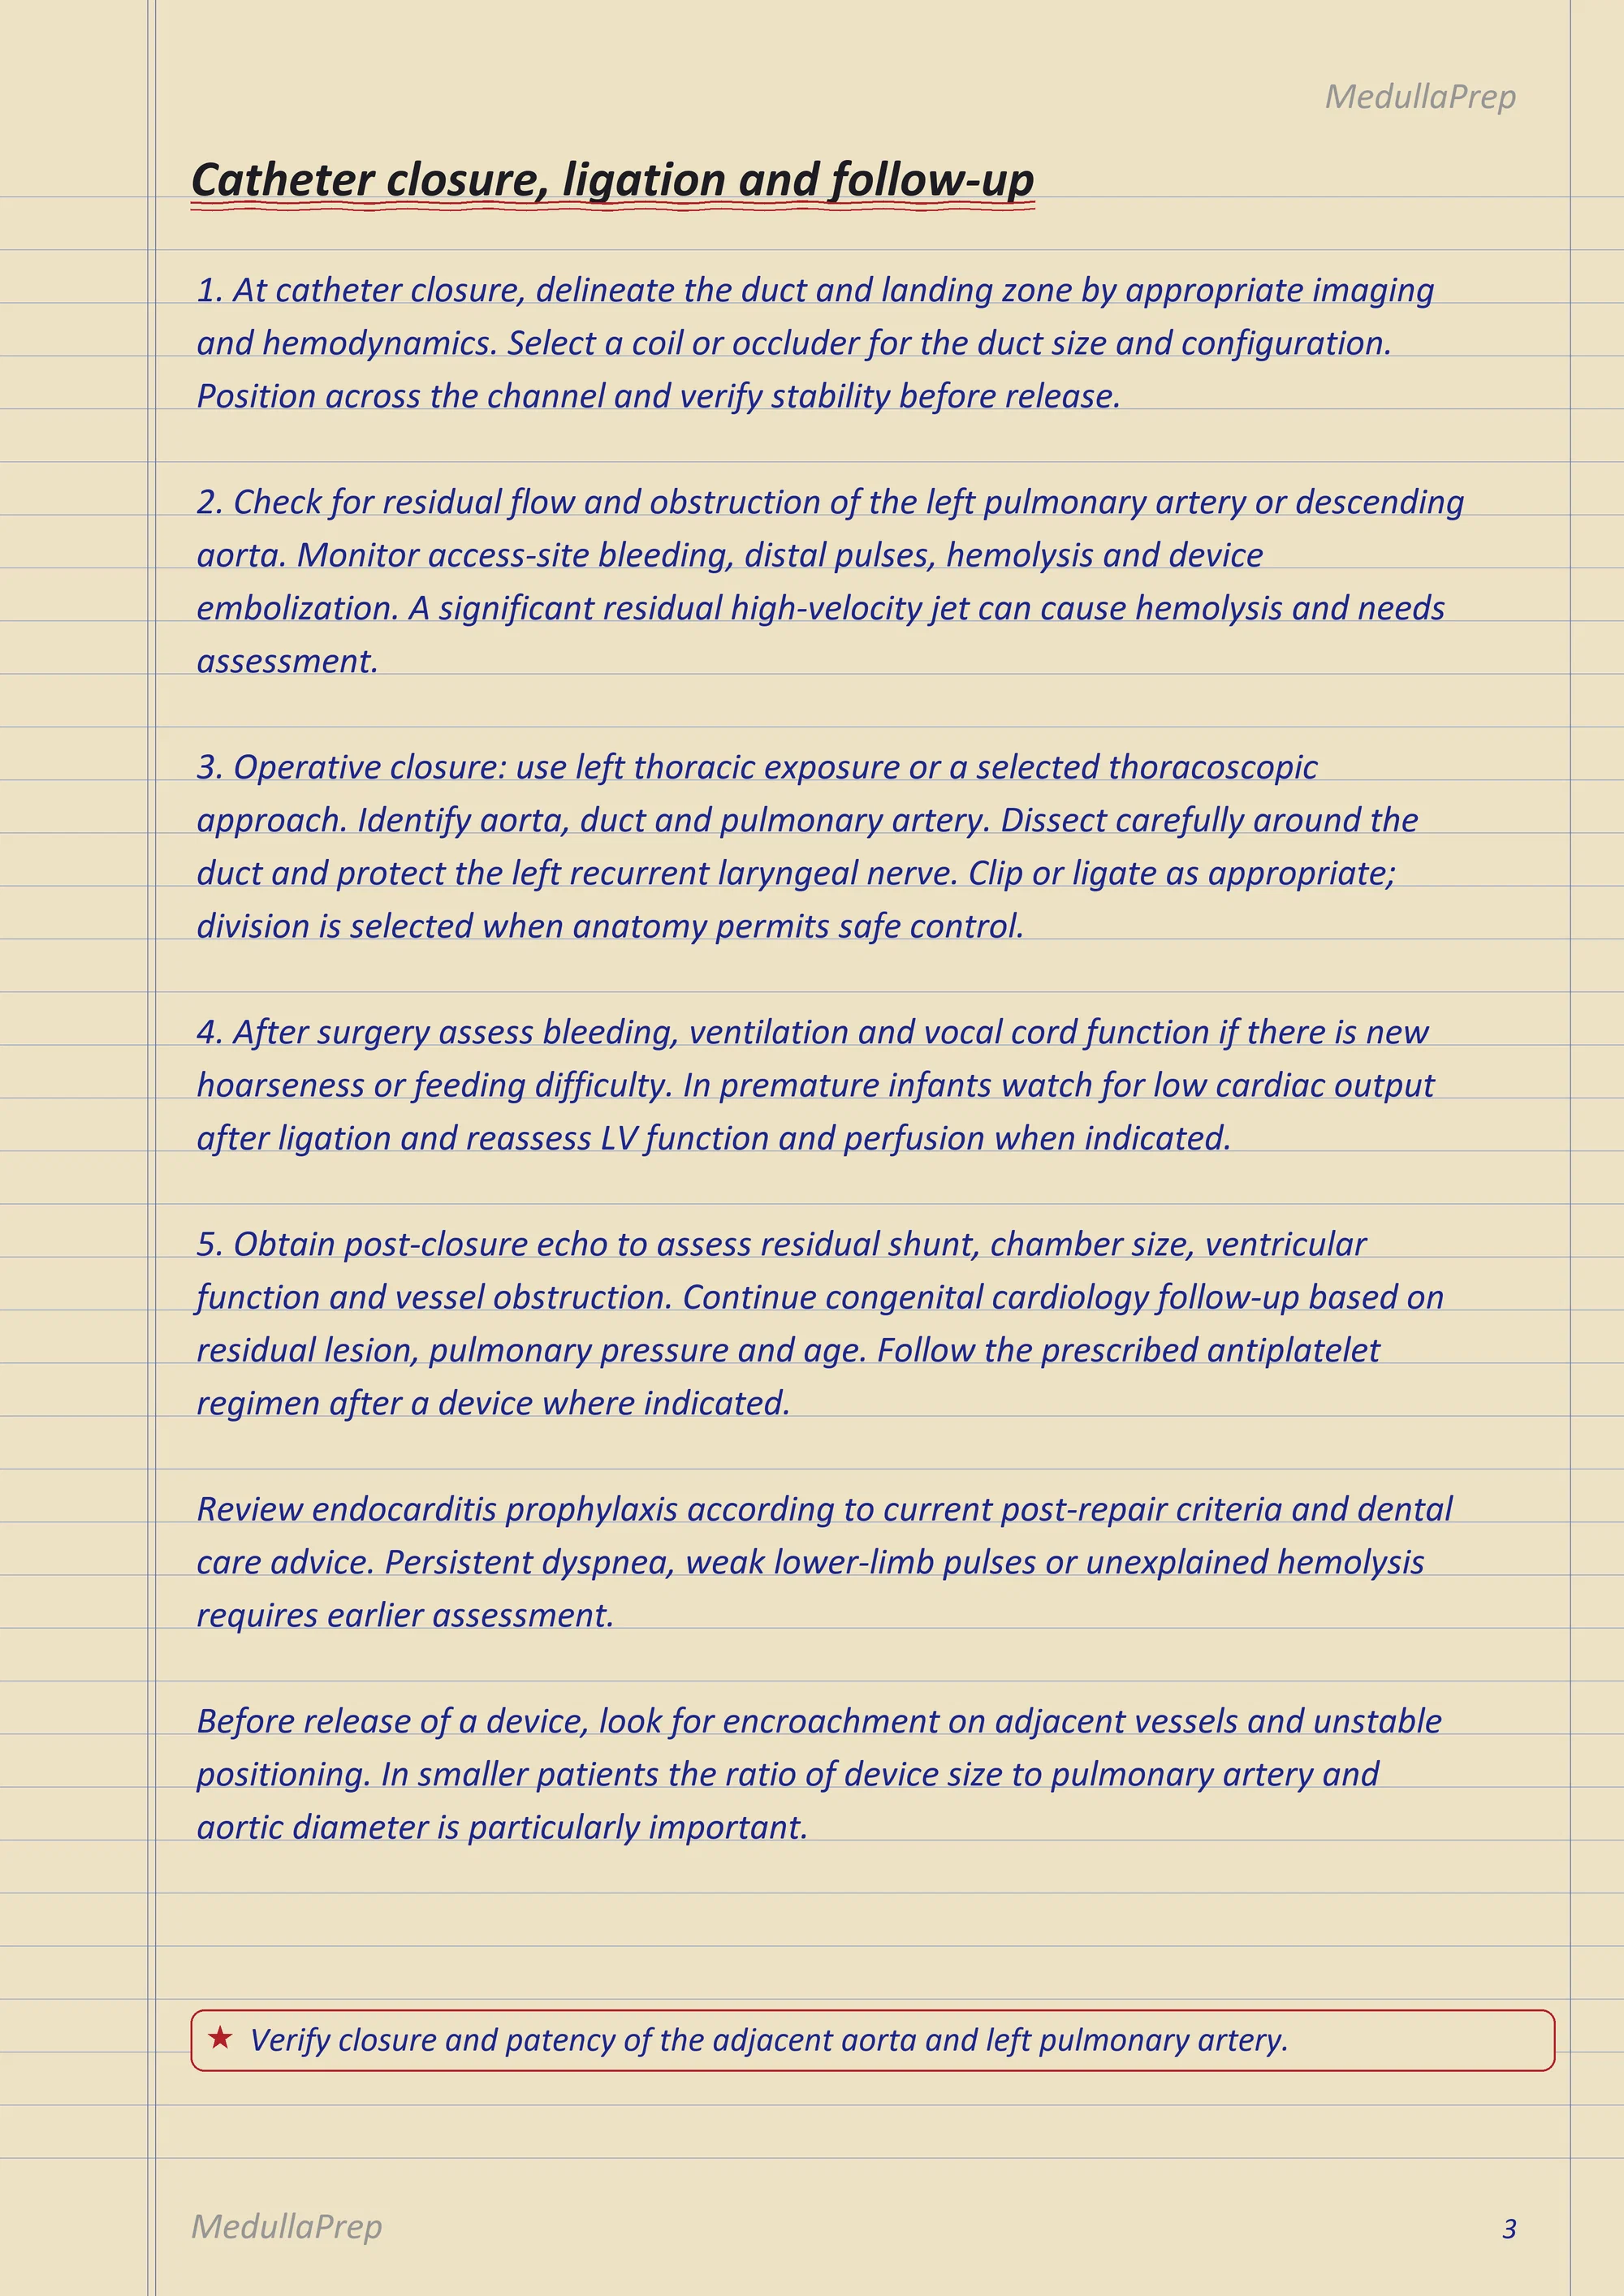 MedullaPrep
Catheter closure, ligation and follow-up
1. At catheter closure, delineate the duct and landing zone by appropriate imaging
and hemodynamics. Select a coil or occluder for the duct size and configuration.
Position across the channel and verify stability before release.
2. Check for residual flow and obstruction of the left pulmonary artery or descending
aorta. Monitor access-site bleeding, distal pulses, hemolysis and device
embolization. A significant residual high-velocity jet can cause hemolysis and needs
assessment.
3. Operative closure: use left thoracic exposure or a selected thoracoscopic
approach. Identify aorta, duct and pulmonary artery. Dissect carefully around the
duct and protect the left recurrent laryngeal nerve. Clip or ligate as appropriate;
division is selected when anatomy permits safe control.
4. After surgery assess bleeding, ventilation and vocal cord function if there is new
hoarseness or feeding difficulty. In premature infants watch for low cardiac output
after ligation and reassess LV function and perfusion when indicated.
5. Obtain post-closure echo to assess residual shunt, chamber size, ventricular
function and vessel obstruction. Continue congenital cardiology follow-up based on
residual lesion, pulmonary pressure and age. Follow the prescribed antiplatelet
regimen after a device where indicated.
Review endocarditis prophylaxis according to current post-repair criteria and dental
care advice. Persistent dyspnea, weak lower-limb pulses or unexplained hemolysis
requires earlier assessment.
Before release of a device, look for encroachment on adjacent vessels and unstable
positioning. In smaller patients the ratio of device size to pulmonary artery and
aortic diameter is particularly important.
★ Verify closure and patency of the adjacent aorta and left pulmonary artery.
MedullaPrep
3